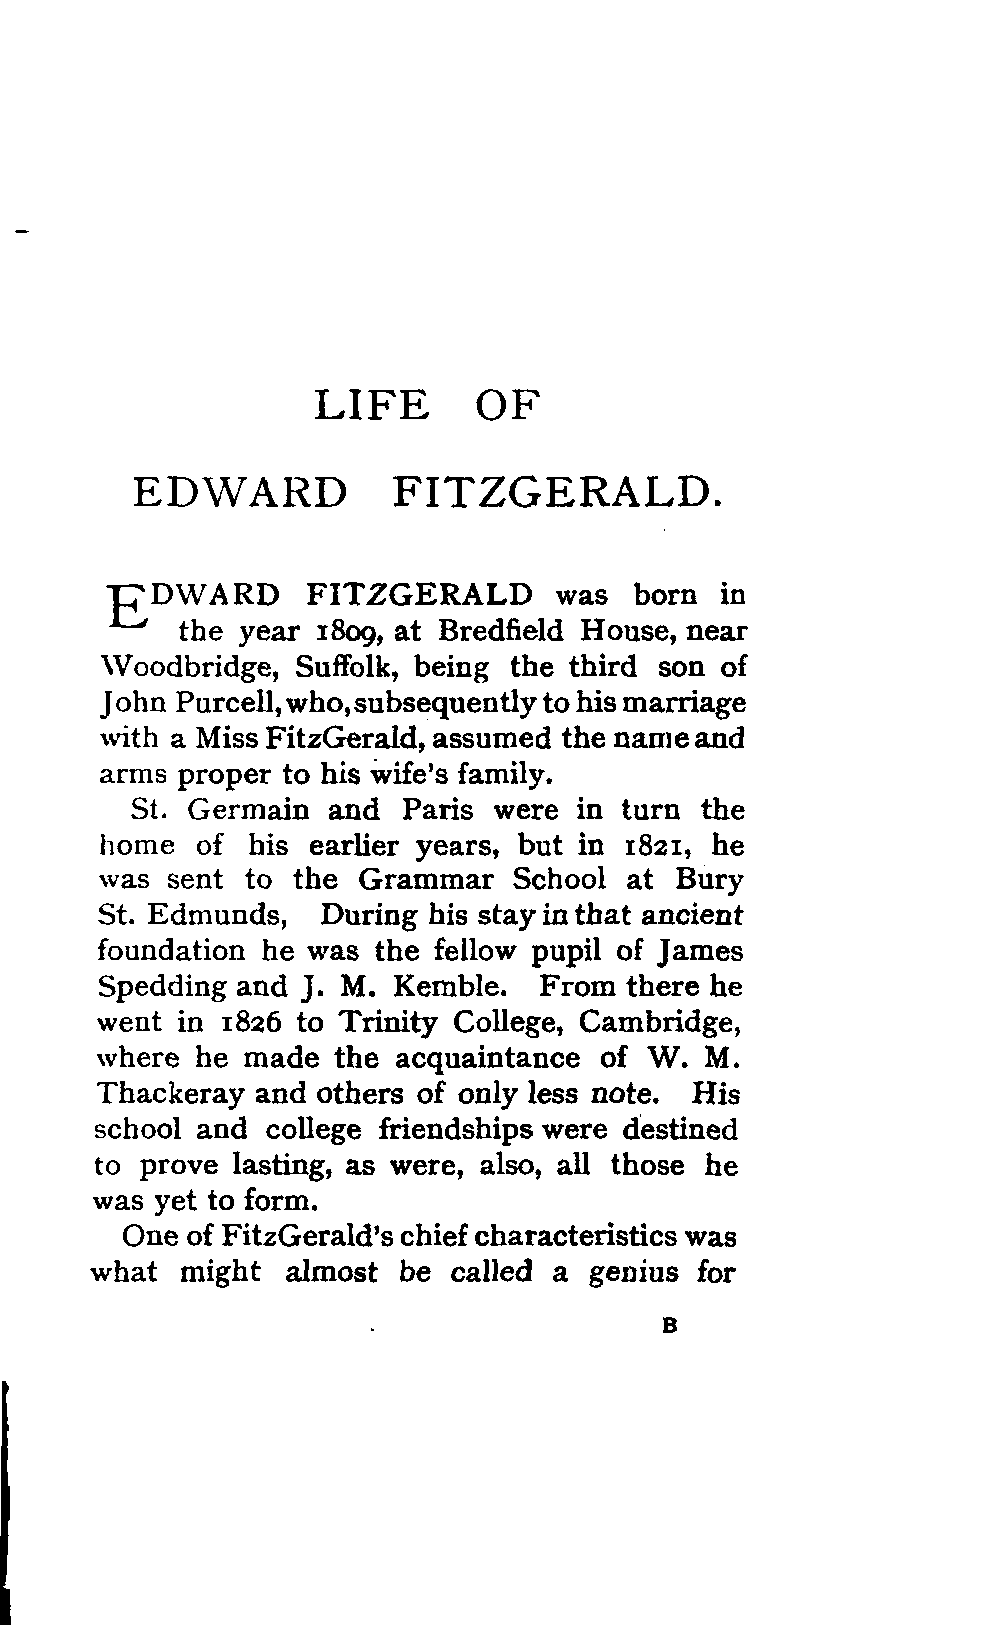 LIFE OF
EDWARD FITZGERALD.
EDWARD FITZGERALD was born in
the year 1809, at Bredfield House, near
Woodbridge, Suffolk, being the third son of
John Purcell, who, subsequently to his marriage
with a Miss FitzGerald, assumed the name and
arms proper to his wife's family.
St. Germain and Paris were in turn the
home of his earlier years, but in 1821, he
was sent to the Grammar School at Bury
St. Edmunds, During his stay in that ancient
foundation he was the fellow pupil of James
Spedding and J. M. Kemble. From there he
went in 1826 to Trinity College, Cambridge,
where he made the acquaintance of W. M.
Thackeray and others of only less note. His
school and college friendships were destined
to prove lasting, as were, also, all those he
was yet to form.
One of FitzGerald's chief characteristics was
what might almost be called a genius for
B